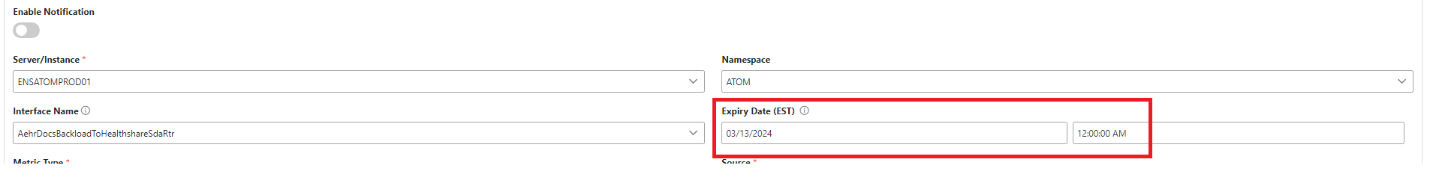 Enable Notification
Server/Instance *
Namespace
ENSATOMPROD01
ATOM
Interface Name
Expiry Date (EST)
AehrDocsBackloadToHealthshareSdaRtr
03/13/2024
12:00:00 AM
Metric Type *
Source *